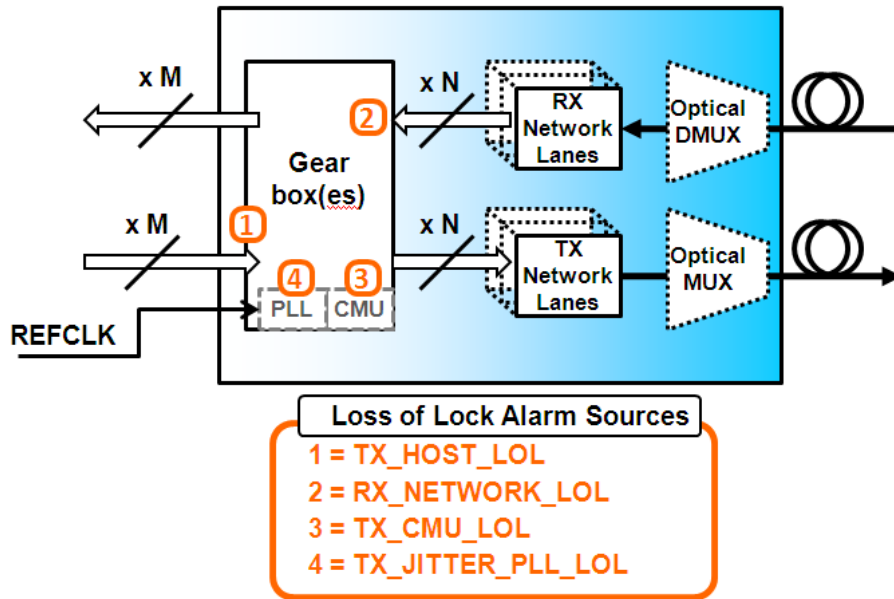 x M
x N
2
RX
Network
Lanes
Optical
DMUX
Gear
box(es)
x M
1
x N
TX
Network
Lanes
Optical
MUX
4
3
PLL
CMU
REFCLK
Loss of Lock Alarm Sources
1 = TX_HOST_LOL
2 = RX_NETWORK_LOL
3 = TX_CMU_LOL
4 = TX_JITTER_PLL_LOL